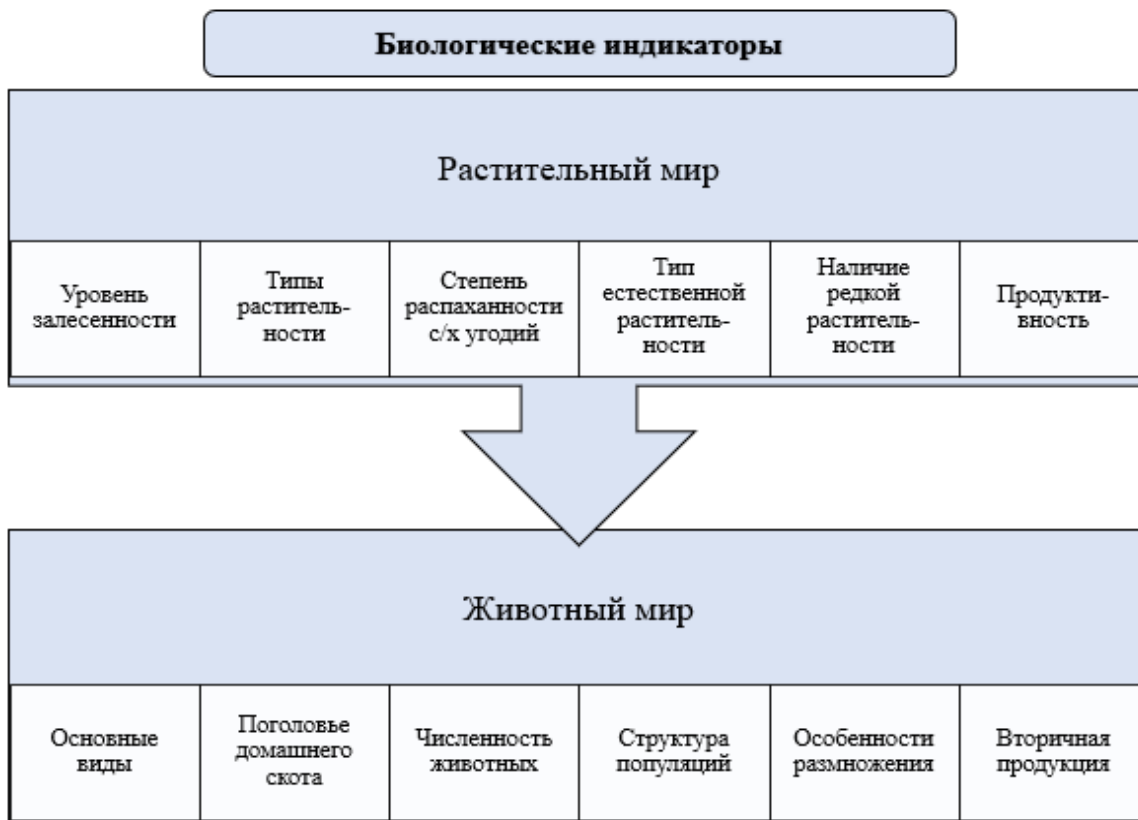 Биологические индикаторы
Растительный мир
Уровень
залесенности
Типы
раститель-
ности
Степень
распаханности
с/х угодий
Тип
естественной
раститель-
ности
Наличие
редкой
раститель-
ности
Продукти-
вность
Животный мир
Основные
виды
Поголовье
домашнего
скота
Численность
животных
Структура
популяций
Особенности
размножения
Вторичная
продукция